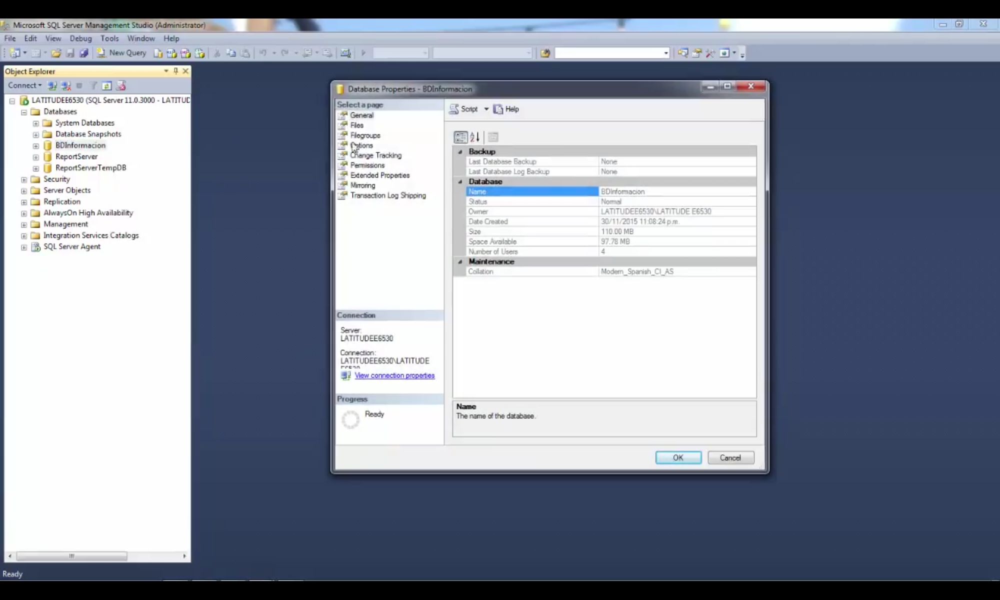 Microsoft SQL Server Management Studio (Administrator)
File Edit View Debug Tools Window Help
New Query
Object Explorer
Connect
LATITUDEE6530 (SQL Server 11.0.3000 - LATITUD
Databases
System Databases
Database Snapshots
BDInformacion
ReportServer
ReportServerTempDB
Security
Server Objects
Replication
AlwaysOn High Availability
Management
Integration Services Catalogs
SQL Server Agent
Ready
Database Properties - BDInformacion
Select a page
General
Files
Filegroups
Options
Change Tracking
Permissions
Extended Properties
Mirroring
Transaction Log Shipping
Connection
Server:
LATITUDEE6530
Connection:
LATITUDEE6530\LATITUDE
View connection properties
Progress
Ready
Script Help
Backup
Last Database Backup None
Last Database Log Backup None
Database
Name BDInformacion
Status Normal
Owner LATITUDEE6530\LATITUDE E6530
Date Created 30/11/2015 11:08:24 p.m.
Size 110.00 MB
Space Available 97.78 MB
Number of Users 4
Maintenance
Collation Modern_Spanish_CI_AS
Name
The name of the database.
OK Cancel